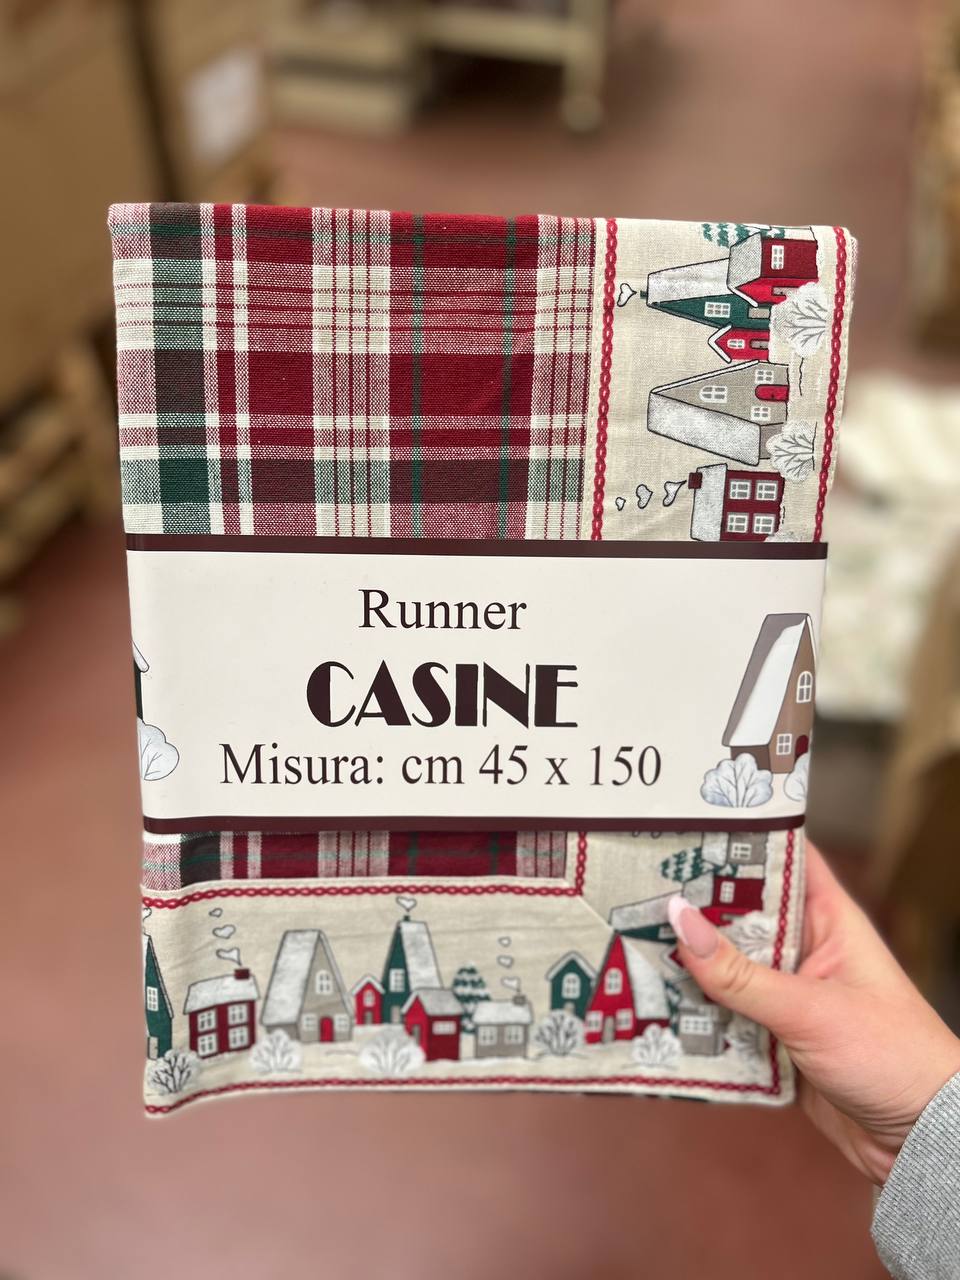 Runner
CASINE
Misura: cm 45 x 150